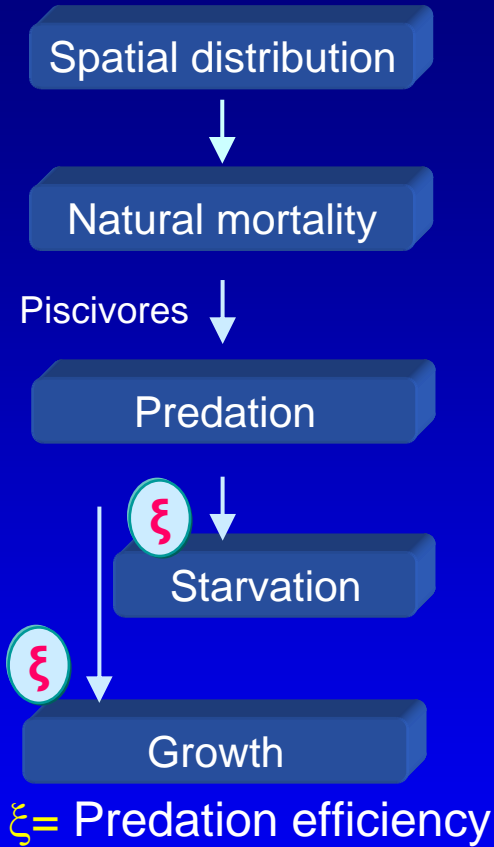 Spatial distribution
Natural mortality
Piscivores
Predation
ξ
Starvation
ξ
Growth
ξ= Predation efficiency